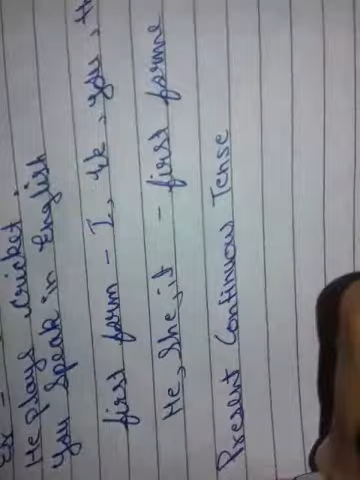 Ex -
He plays cricket.
You speak in English
first form - I, we, you, th
He, she, it - first forme
Present Continuous Tense